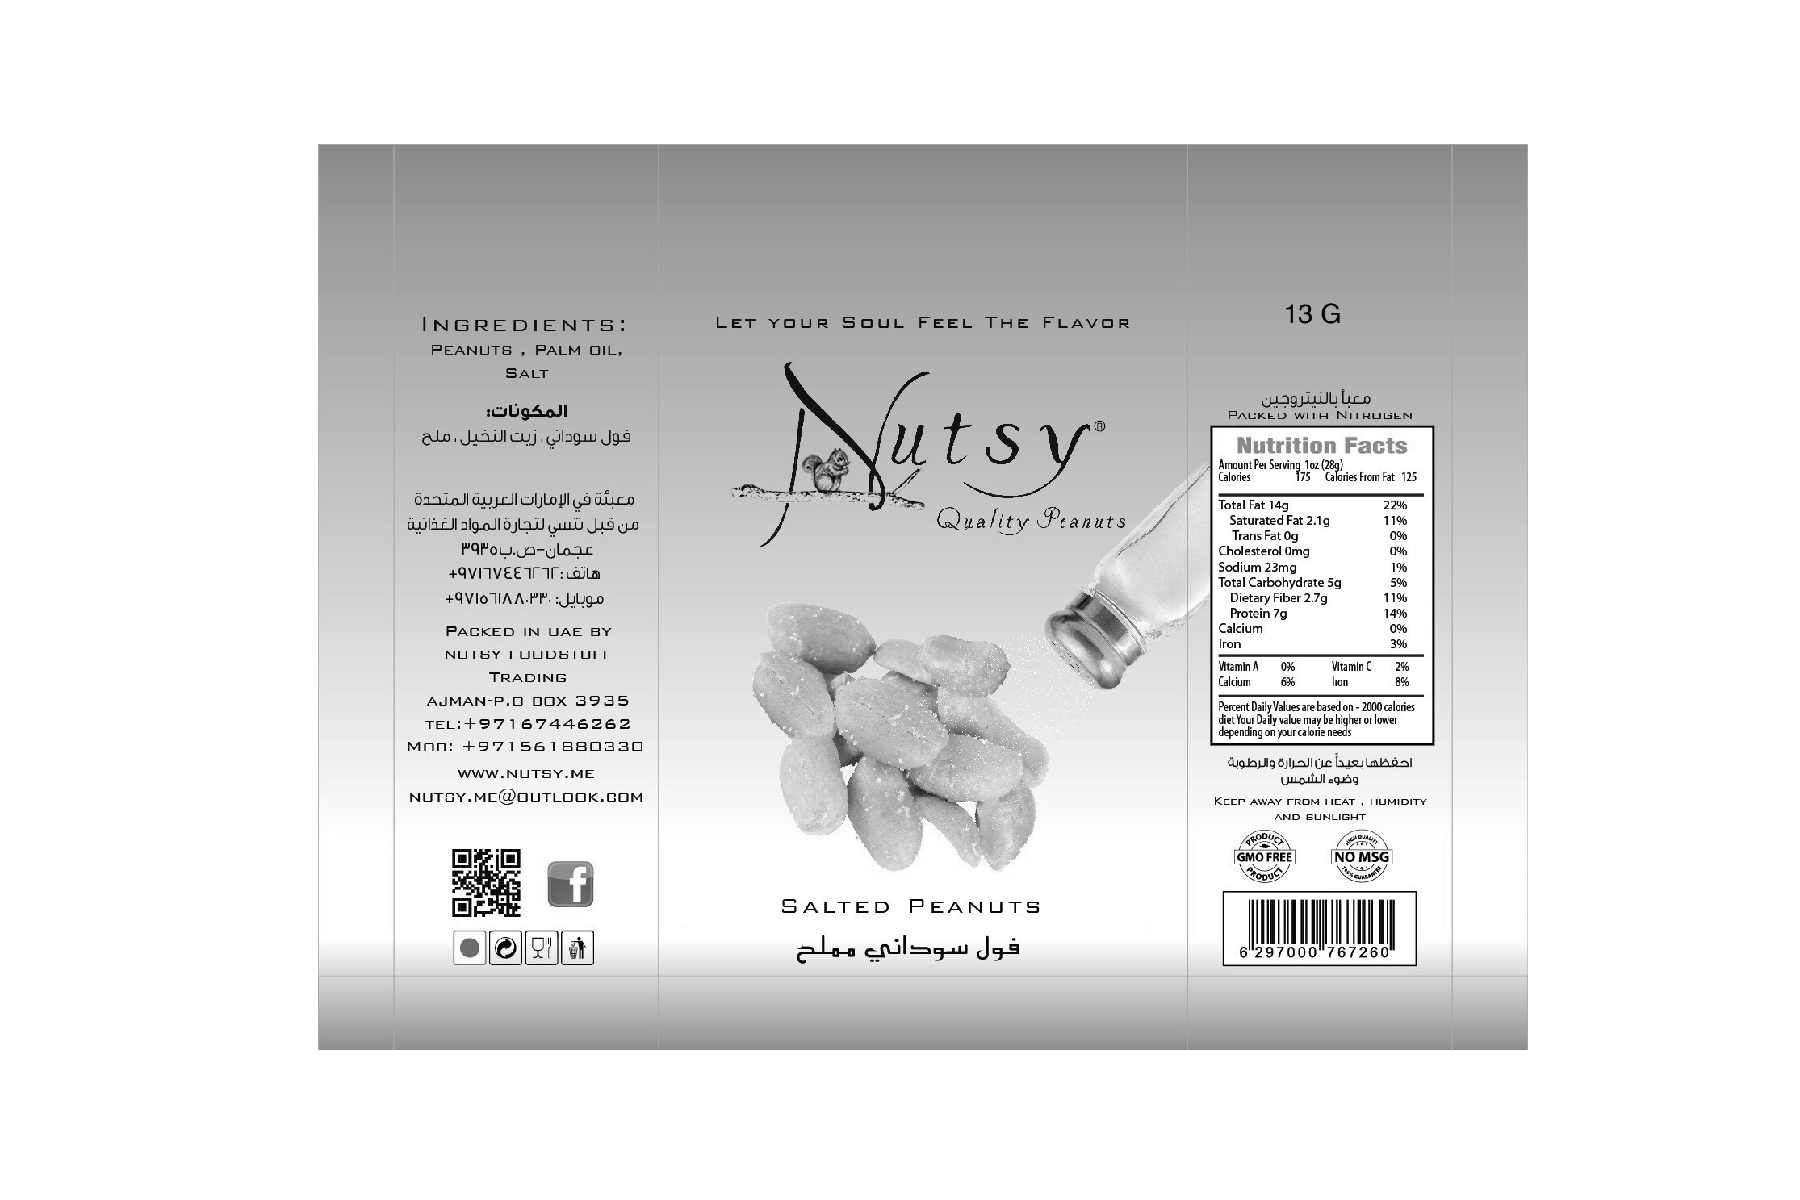 INGREDIENTS:
PEANUTS , PALM OIL,
SALT
المكونات:
فول سوداني ، زيت النخيل ، ملح
معبئة في الإمارات العربية المتحدة
من قبل نتسي لتجارة المواد الغذائية
عجمان-ص.ب٣٩٣٥
هاتف:٩٧١٦٧٤٤٦٢٦٢+
موبايل: ٩٧١٥٦١٨٨٠٣٣٠+
PACKED IN UAE BY
NUTSY FOODSTUFF
TRADING
AJMAN-P.O BOX 3935
TEL:+97167446262
MOB: +971561880330
WWW.NUTSY.ME
NUTSY.ME@OUTLOOK.COM
f
LET YOUR SOUL FEEL THE FLAVOR
Nutsy®
Quality Peanuts
SALTED PEANUTS
فول سوداني مملح
13 G
معبأ بالنيتروجين
PACKED WITH NITROGEN
Nutrition Facts
Amount Per Serving 1oz (28g)
Calories 175 Calories From Fat 125
Total Fat 14g 22%
Saturated Fat 2.1g 11%
Trans Fat 0g 0%
Cholesterol 0mg 0%
Sodium 23mg 1%
Total Carbohydrate 5g 5%
Dietary Fiber 2.7g 11%
Protein 7g 14%
Calcium 0%
Iron 3%
Vitamin A 0% Vitamin C 2%
Calcium 6% Iron 8%
Percent Daily Values are based on - 2000 calories
diet Your Daily value may be higher or lower
depending on your calorie needs
احفظها بعيداً عن الحرارة والرطوبة
وضوء الشمس
KEEP AWAY FROM HEAT , HUMIDITY
AND SUNLIGHT
PRODUCT
GMO FREE
PRODUCT
HIGH QUALITY
NO MSG
6 297000 767260